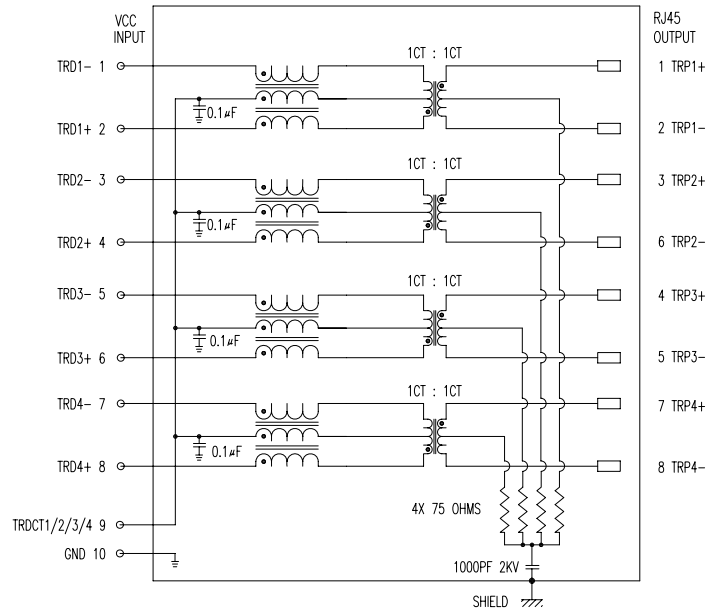 VCC
INPUT
RJ45
OUTPUT
1CT : 1CT
TRD1- 1
1 TRP1+
0.1µF
TRD1+ 2
2 TRP1-
1CT : 1CT
TRD2- 3
3 TRP2+
0.1µF
TRD2+ 4
6 TRP2-
1CT : 1CT
TRD3- 5
4 TRP3+
0.1µF
TRD3+ 6
5 TRP3-
1CT : 1CT
TRD4- 7
7 TRP4+
0.1µF
TRD4+ 8
8 TRP4-
4X 75 OHMS
TRDCT1/2/3/4 9
GND 10
1000PF 2KV
SHIELD